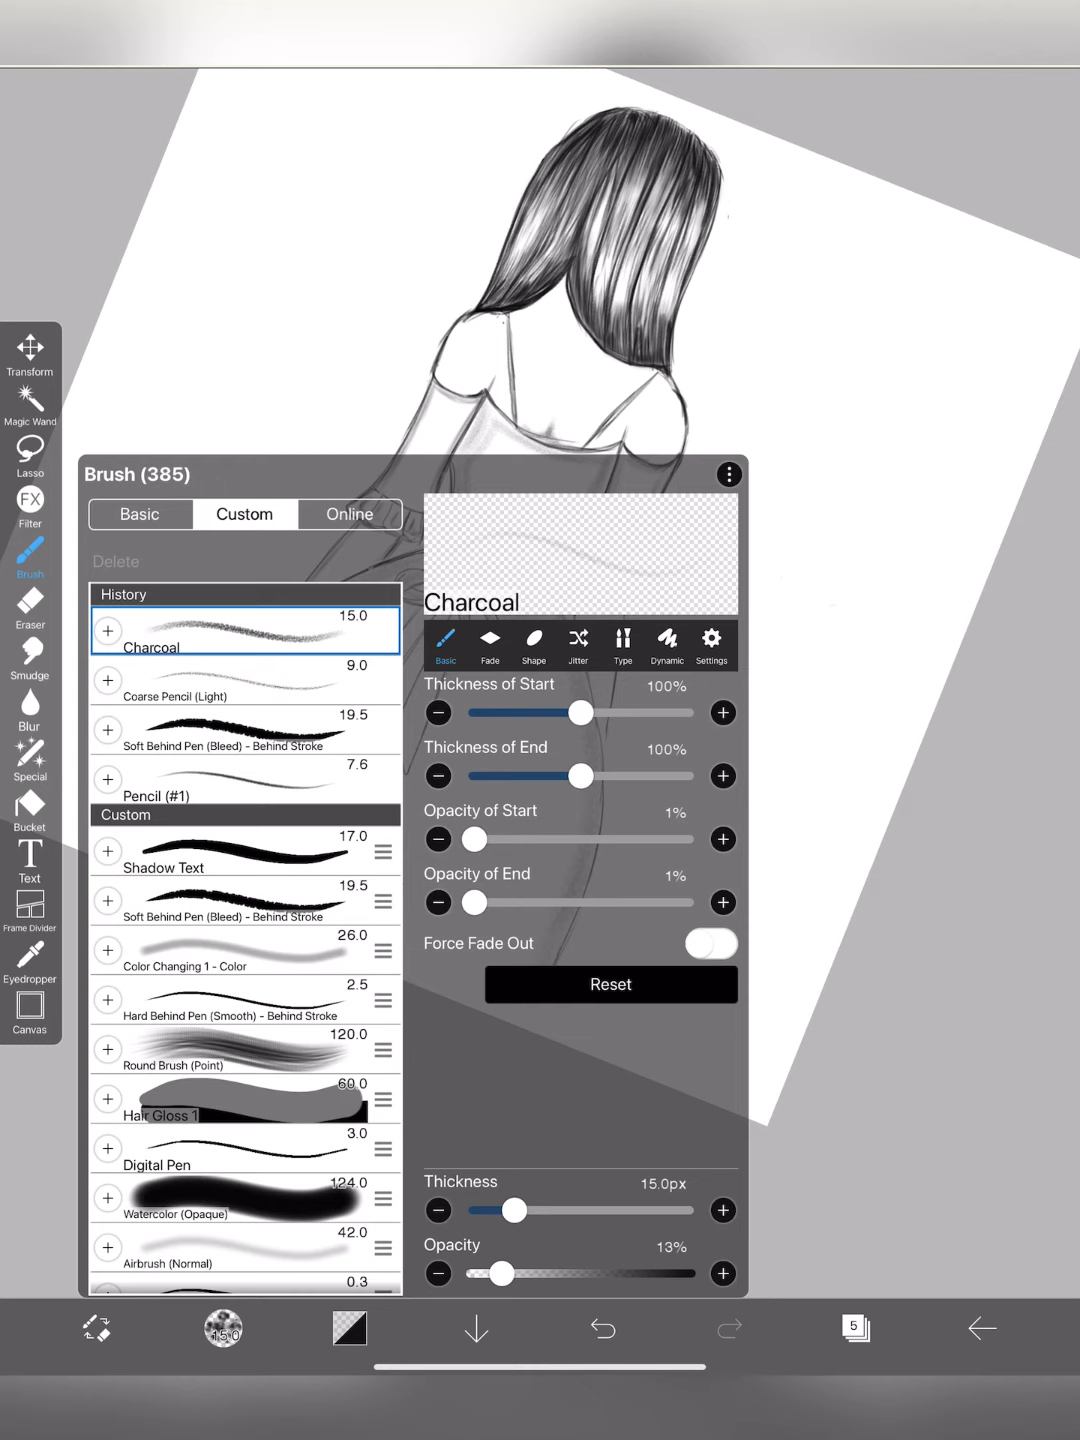 Transform
Magic Wand
Lasso
FX
Filter
Brush
Eraser
Smudge
Blur
Special
Bucket
T
Text
Frame Divider
Eyedropper
Canvas
Brush (385)
Basic Custom Online
Delete
History
15.0
Charcoal
9.0
Coarse Pencil (Light)
19.5
Soft Behind Pen (Bleed) - Behind Stroke
7.6
Pencil (#1)
Custom
17.0
Shadow Text
19.5
Soft Behind Pen (Bleed) - Behind Stroke
26.0
Color Changing 1 - Color
2.5
Hard Behind Pen (Smooth) - Behind Stroke
120.0
Round Brush (Point)
60.0
Hair Gloss 1
3.0
Digital Pen
124.0
Watercolor (Opaque)
42.0
Airbrush (Normal)
0.3
Charcoal
Basic Fade Shape Jitter Type Dynamic Settings
Thickness of Start 100%
Thickness of End 100%
Opacity of Start 1%
Opacity of End 1%
Force Fade Out
Reset
Thickness 15.0px
Opacity 13%
15.0
5